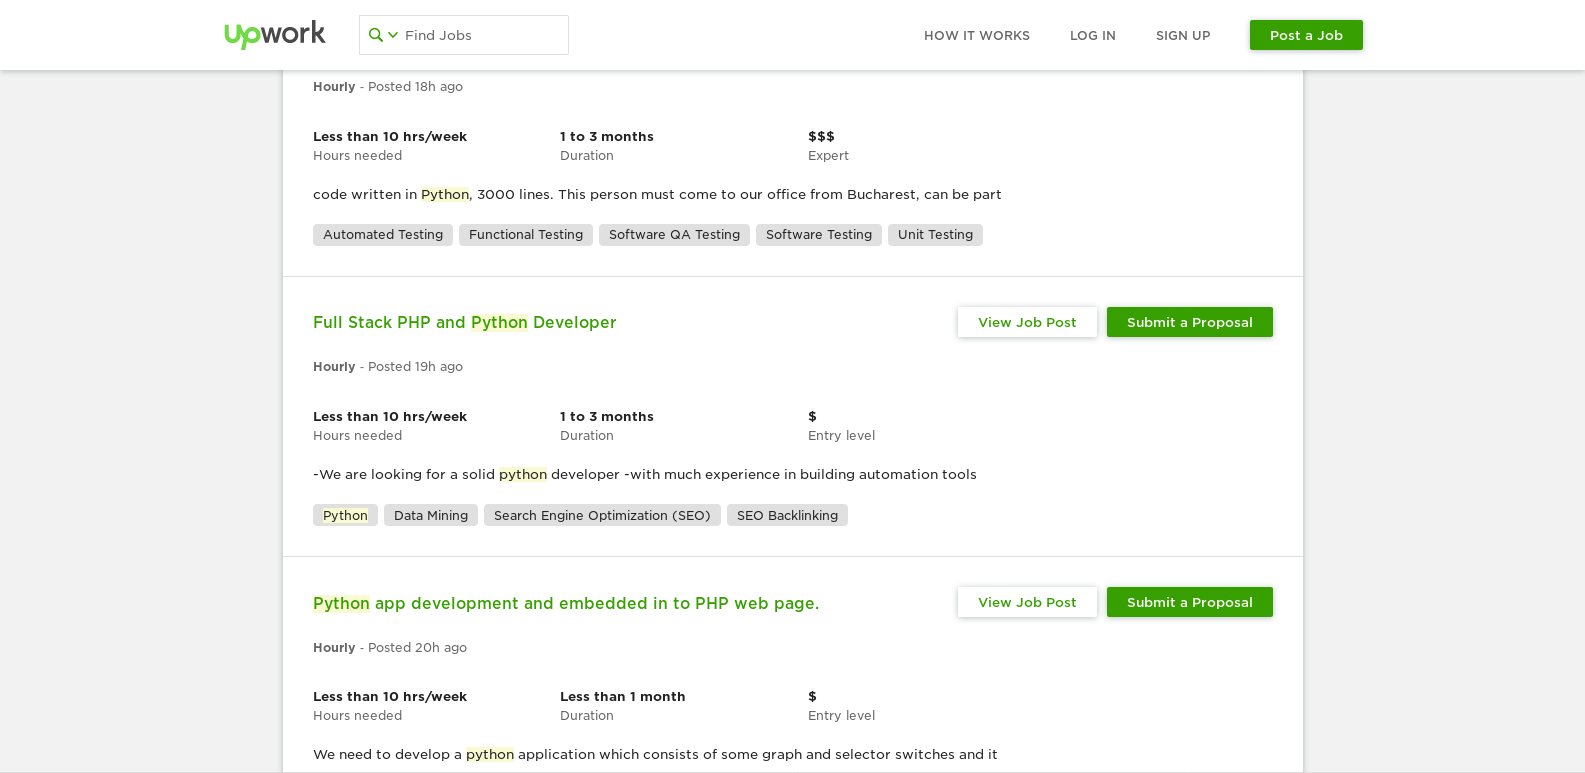 Upwork Find Jobs HOW IT WORKS LOG IN SIGN UP Post a Job
Hourly - Posted 18h ago
Less than 10 hrs/week 1 to 3 months $$$
Hours needed Duration Expert
code written in Python, 3000 lines. This person must come to our office from Bucharest, can be part
Automated Testing Functional Testing Software QA Testing Software Testing Unit Testing
Full Stack PHP and Python Developer View Job Post Submit a Proposal
Hourly - Posted 19h ago
Less than 10 hrs/week 1 to 3 months $
Hours needed Duration Entry level
-We are looking for a solid python developer -with much experience in building automation tools
Python Data Mining Search Engine Optimization (SEO) SEO Backlinking
Python app development and embedded in to PHP web page. View Job Post Submit a Proposal
Hourly - Posted 20h ago
Less than 10 hrs/week Less than 1 month $
Hours needed Duration Entry level
We need to develop a python application which consists of some graph and selector switches and it